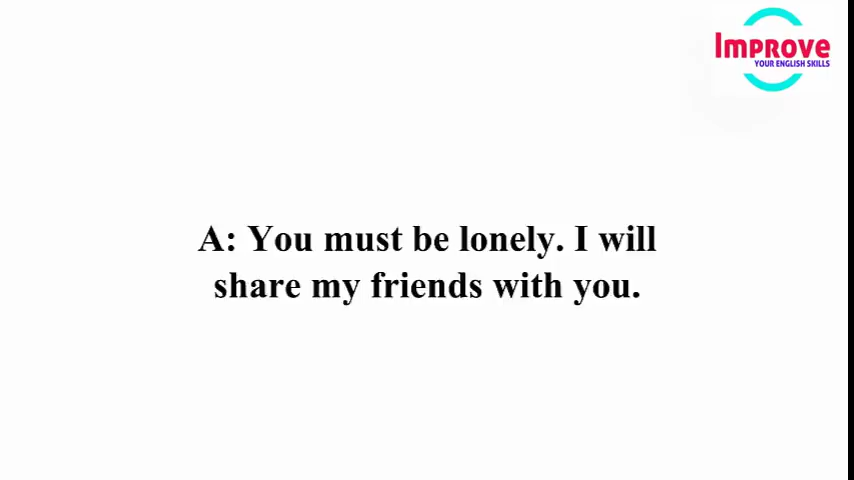 Improve
YOUR ENGLISH SKILLS
A: You must be lonely. I will
share my friends with you.